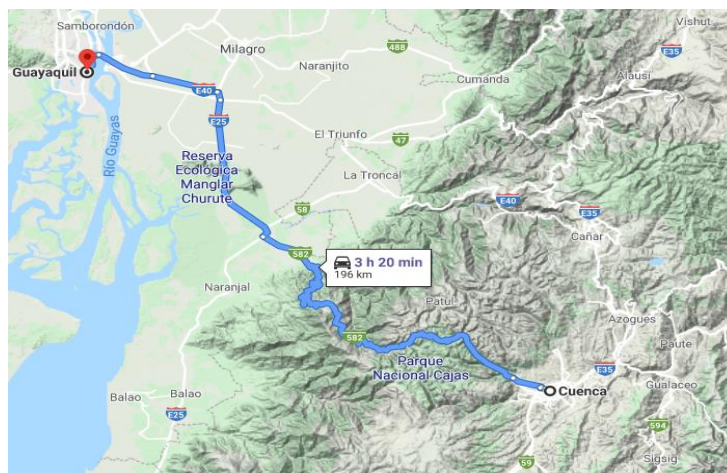 Samborondón
Guayaquil
Milagro
Naranjito
488
Vishut
E35
Cumanda
Alausí
E40
E25
El Triunfo
47
Río Guayas
Reserva
Ecológica
Manglar
Churute
La Troncal
58
E40
E35
Cañar
582
3 h 20 min
196 km
Naranjal
Patul
Azogues
582
Paute
Parque
Nacional Cajas
E35
Gualaceo
Cuenca
Balao
Balao
E25
594
59
Sigsig